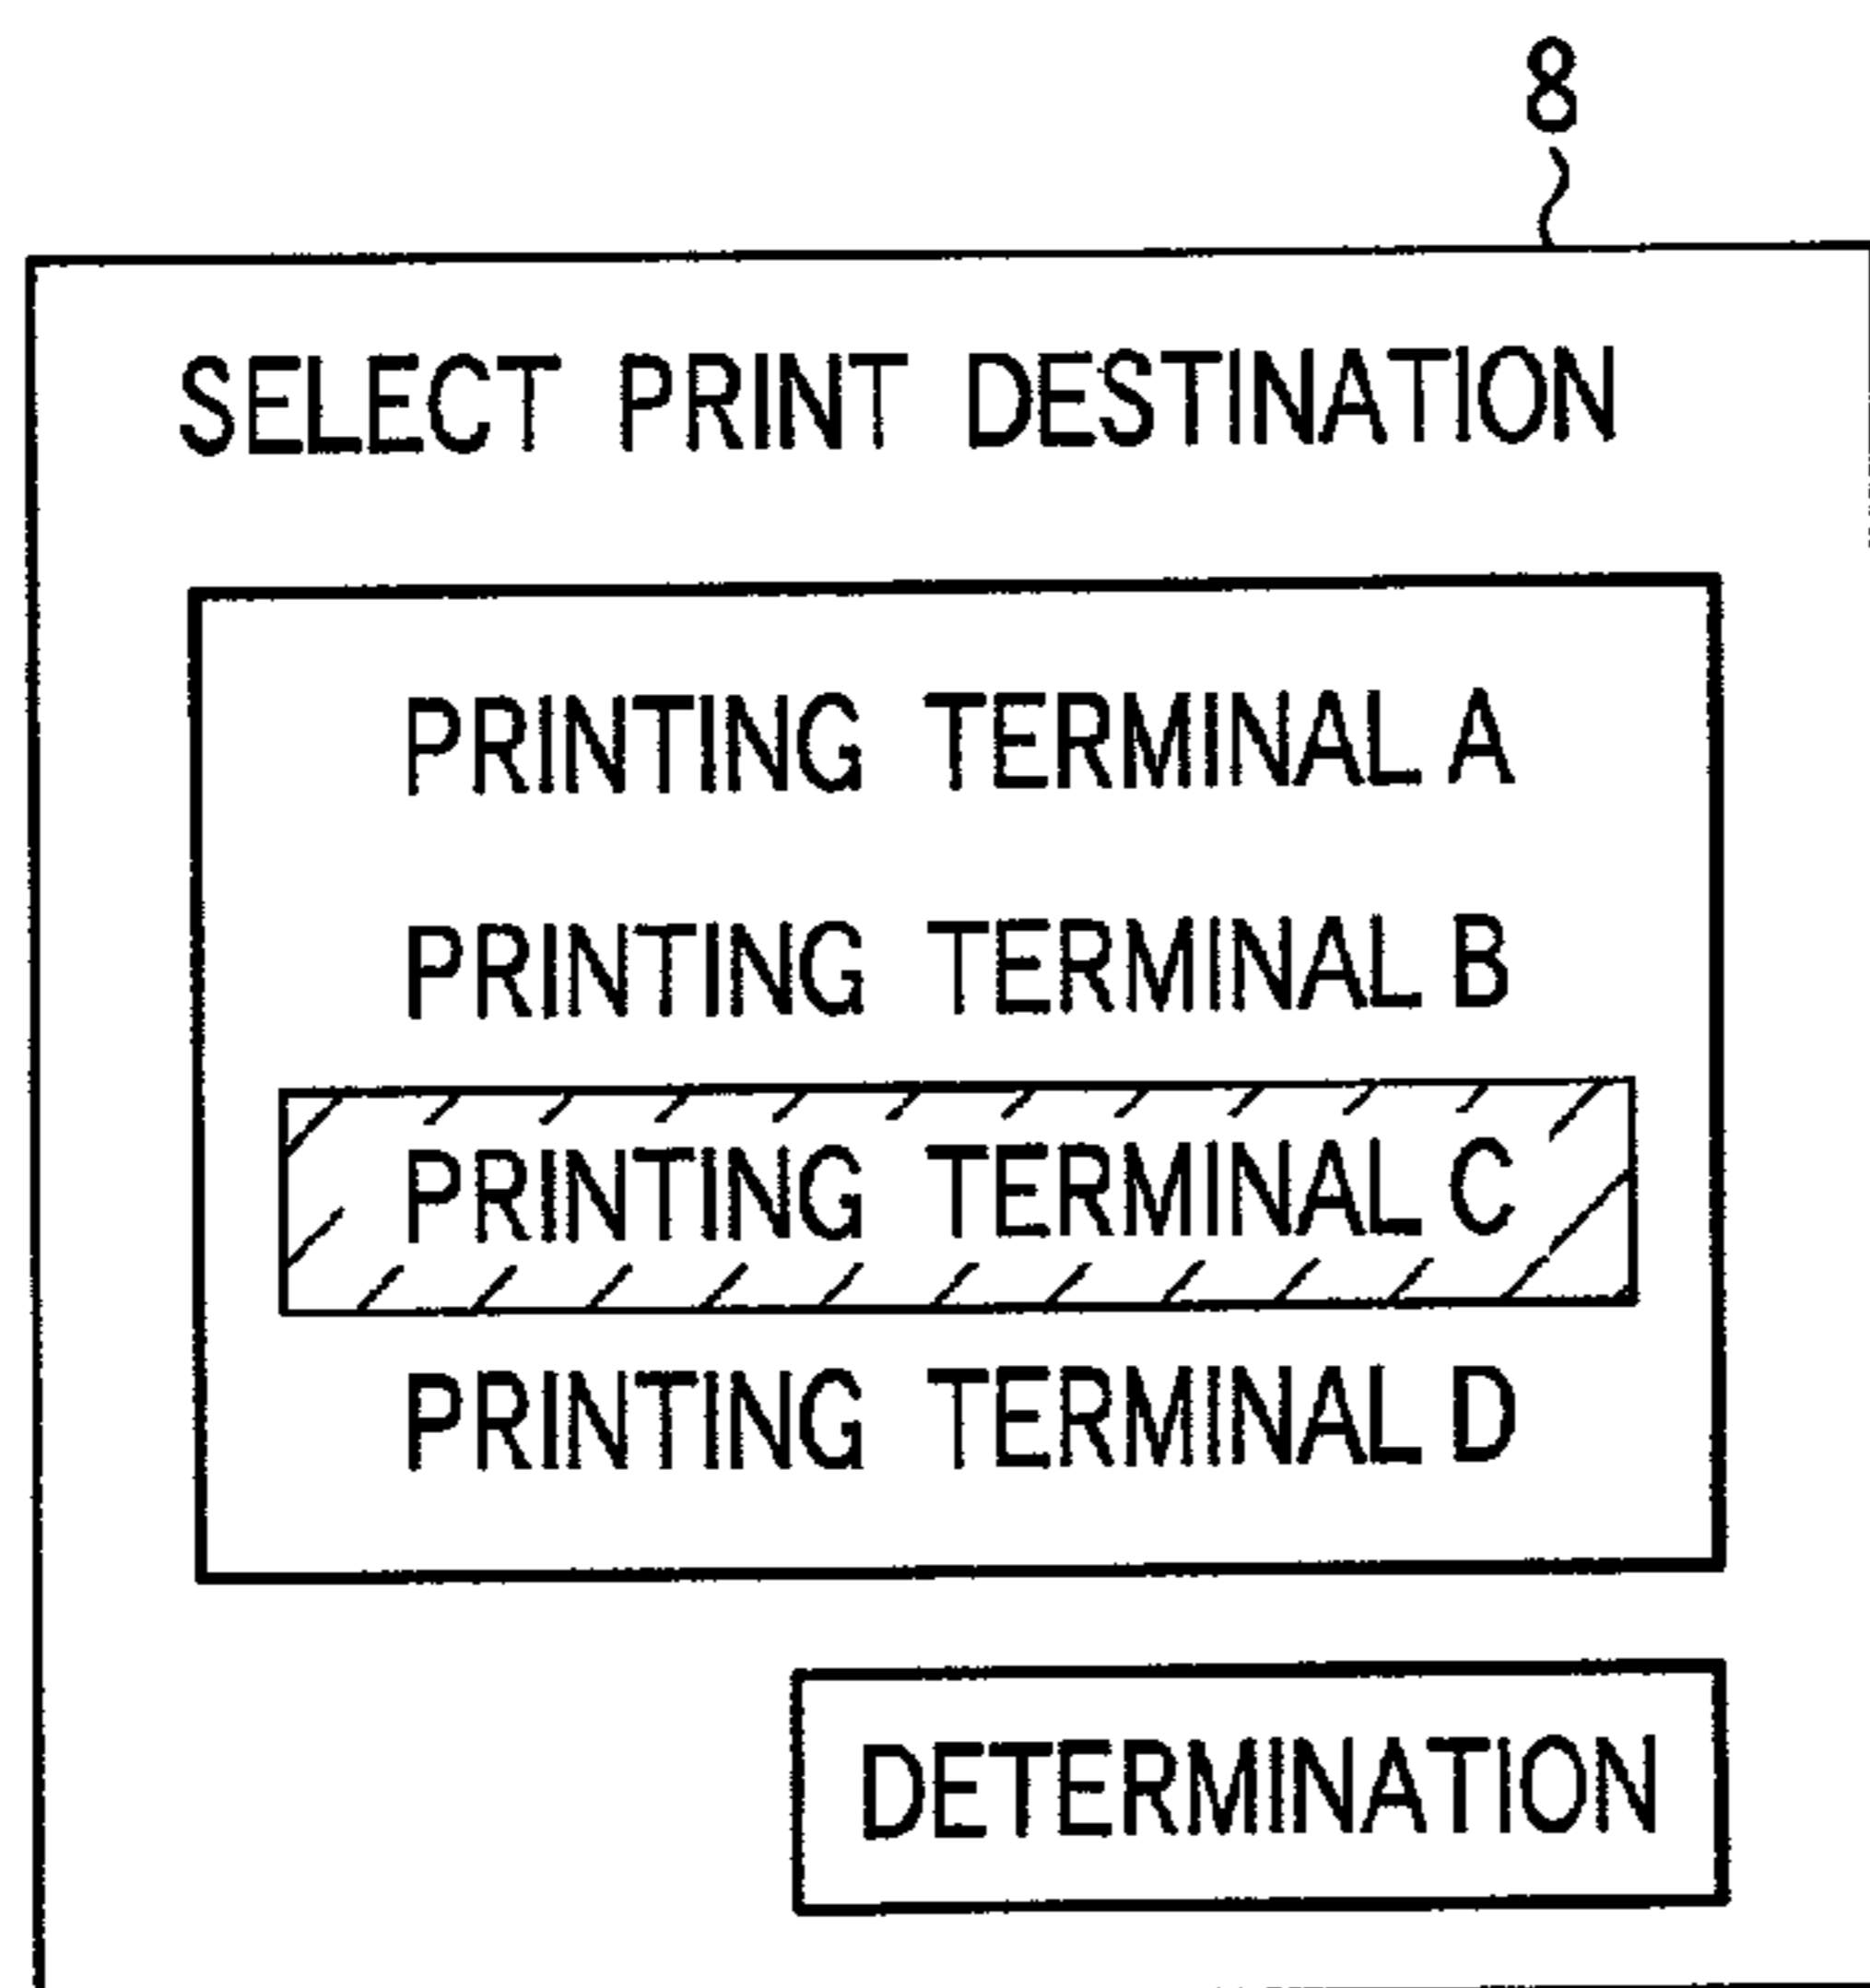 8
SELECT PRINT DESTINATION
PRINTING TERMINAL A
PRINTING TERMINAL B
PRINTING TERMINAL C
PRINTING TERMINAL D
DETERMINATION